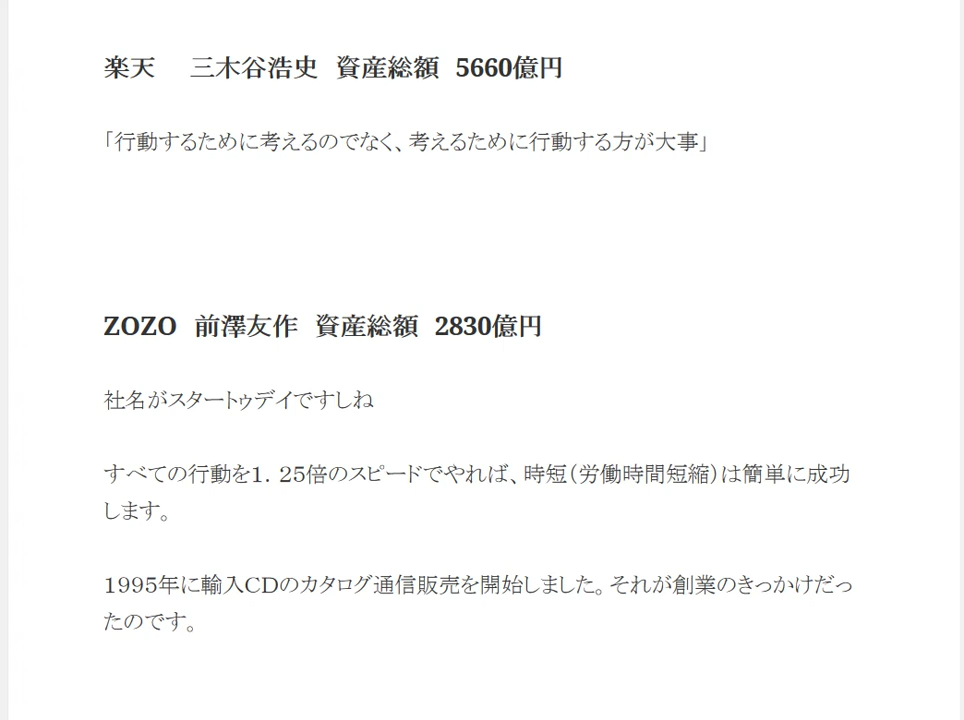 楽天　三木谷浩史　資産総額　5660億円
「行動するために考えるのでなく、考えるために行動する方が大事」
ZOZO　前澤友作　資産総額　2830億円
社名がスタートゥデイですしね
すべての行動を1．25倍のスピードでやれば、時短（労働時間短縮）は簡単に成功
します。
1995年に輸入CDのカタログ通信販売を開始しました。それが創業のきっかけだっ
たのです。